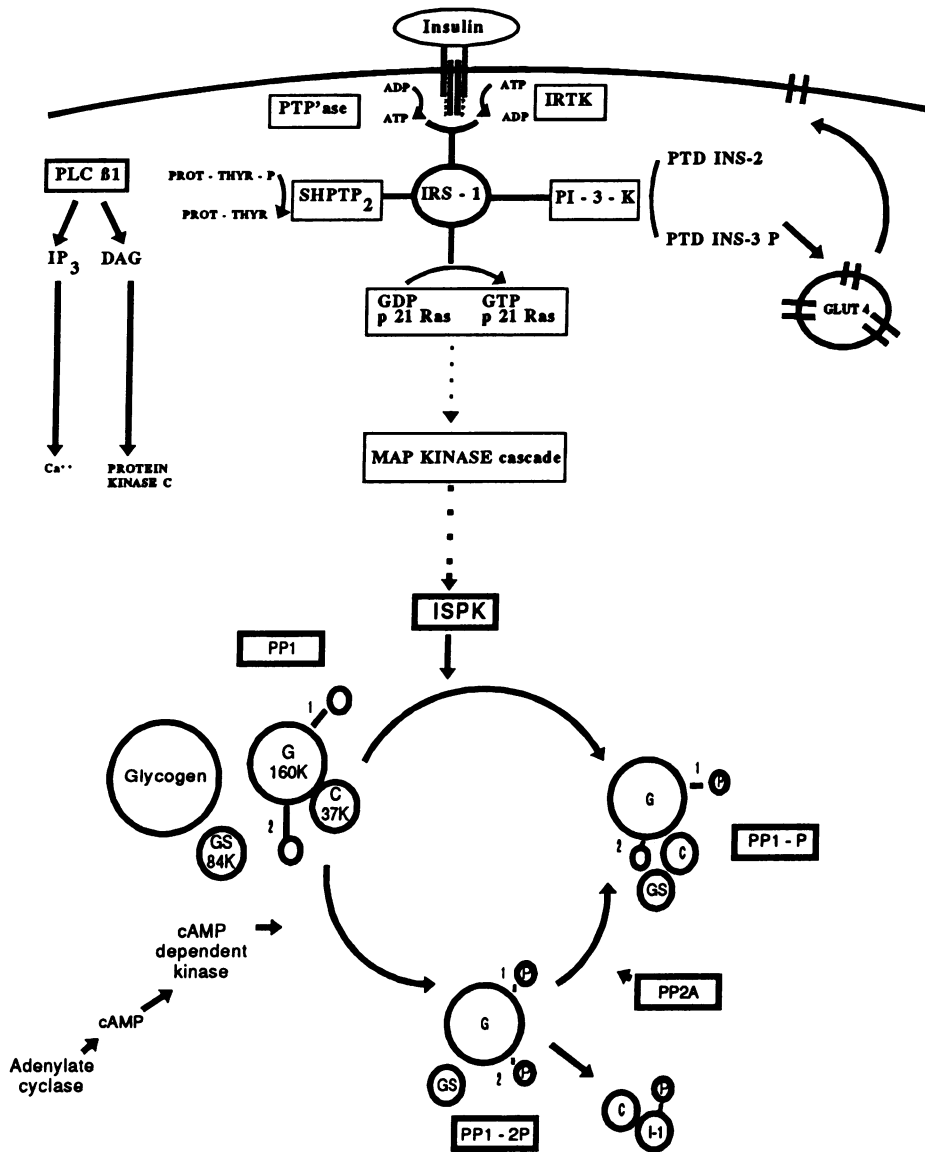 Insulin
ADP
ATP
PTP'ase
IRTK
ATP
ADP
PLC ß1
PROT - THYR - P
PROT - THYR
SHPTP2
IRS - 1
PI - 3 - K
PTD INS-2
PTD INS-3 P
IP3
DAG
GDP
p 21 Ras
GTP
p 21 Ras
GLUT 4
MAP KINASE cascade
Ca++
PROTEIN
KINASE C
ISPK
PP1
1
G
160K
Glycogen
C
37K
2
GS
84K
1
P
G
2
C
GS
PP1 - P
cAMP
dependent
kinase
cAMP
Adenylate
cyclase
1
P
G
2
P
GS
PP2A
PP1 - 2P
P
C
I-1